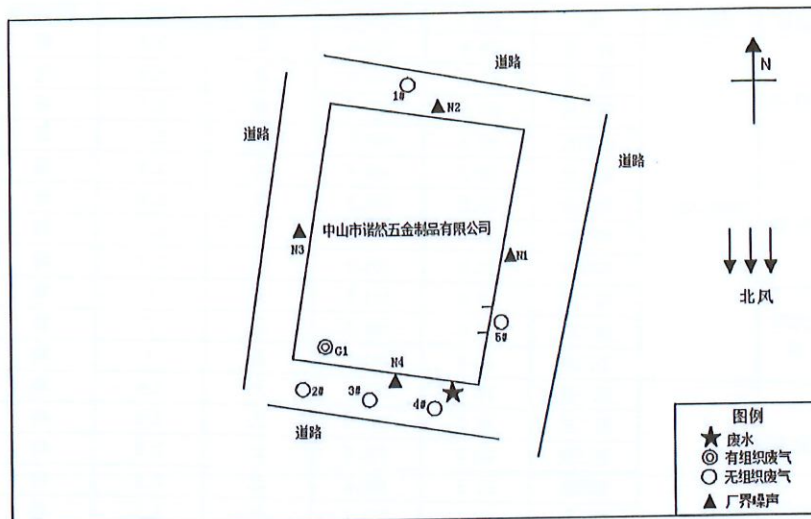 道路
1#
N2
N
道路
道路
中山市谐然五金制品有限公司
N3
N1
北风
5#
G1
N4
2#
3#
4#
道路
图例
废水
有组织废气
无组织废气
厂界噪声